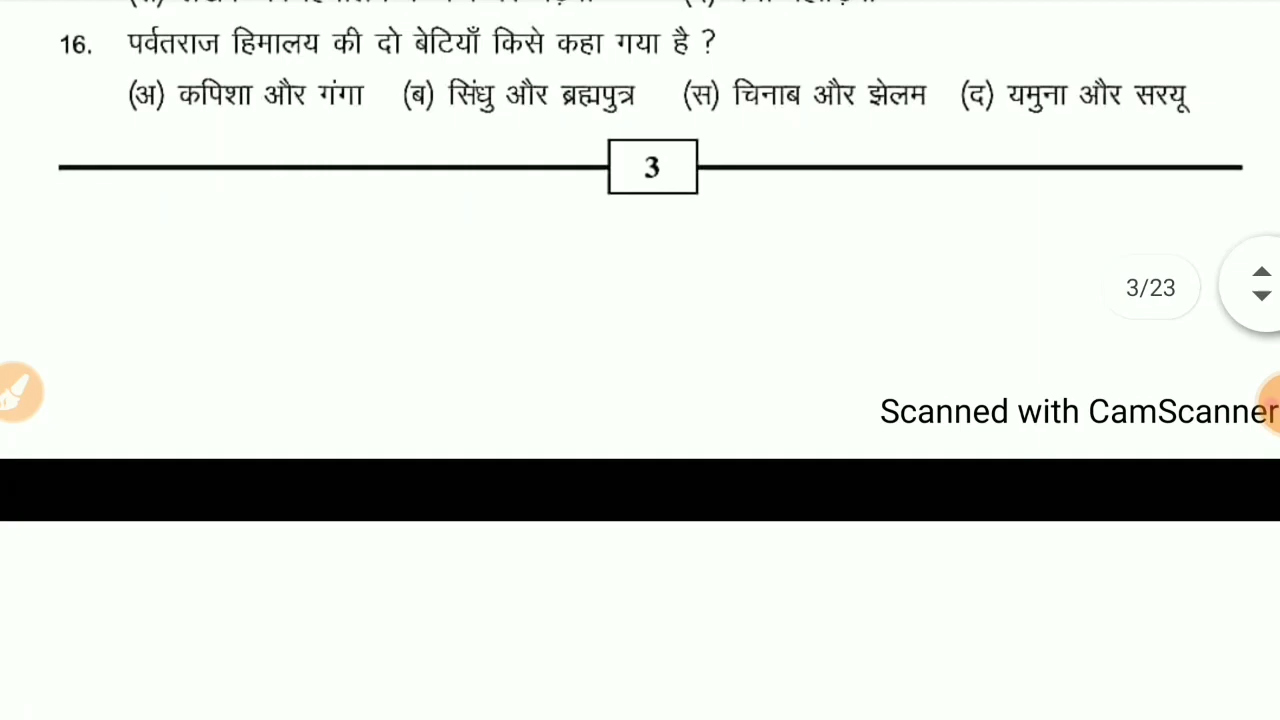 16. पर्वतराज हिमालय की दो बेटियाँ किसे कहा गया है ?
(अ) कपिशा और गंगा (ब) सिंधु और ब्रह्मपुत्र (स) चिनाब और झेलम (द) यमुना और सरयू
3
3/23
Scanned with CamScanner